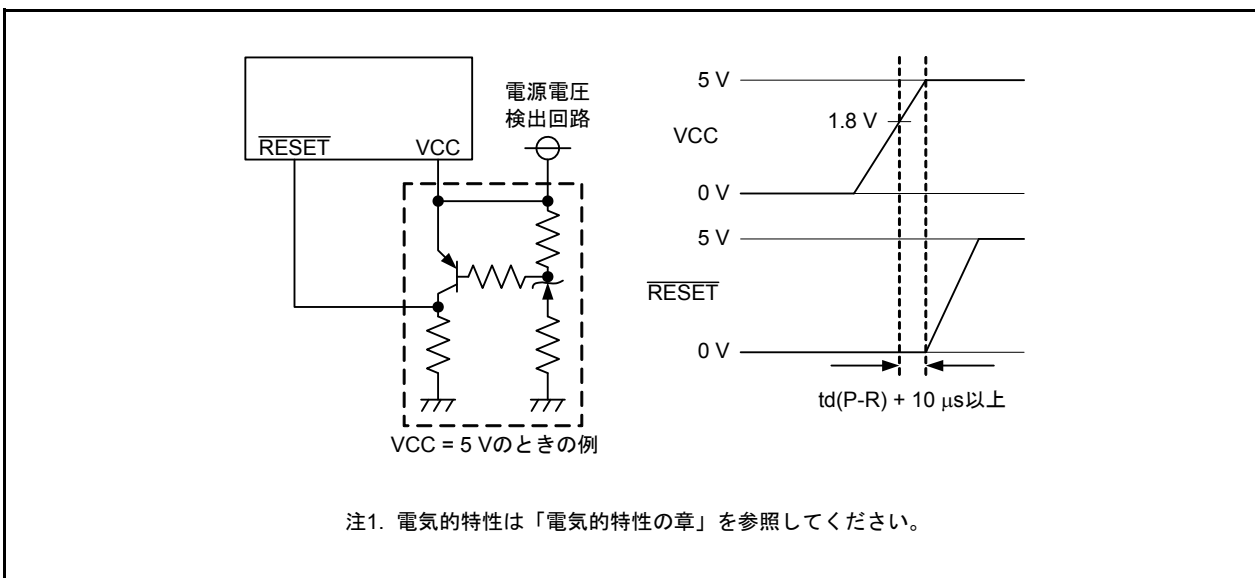 電源電圧
検出回路
RESET
VCC
VCC = 5 Vのときの例
5 V
1.8 V
VCC
0 V
5 V
RESET
0 V
td(P-R) + 10 μs以上
注1. 電気的特性は「電気的特性の章」を参照してください。